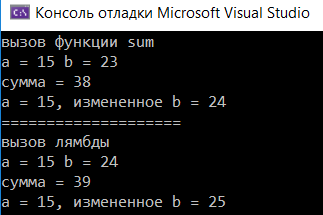 Консоль отладки Microsoft Visual Studio
вызов функции sum
a = 15 b = 23
сумма = 38
a = 15, измененное b = 24
====================
вызов лямбды
a = 15 b = 24
сумма = 39
a = 15, измененное b = 25